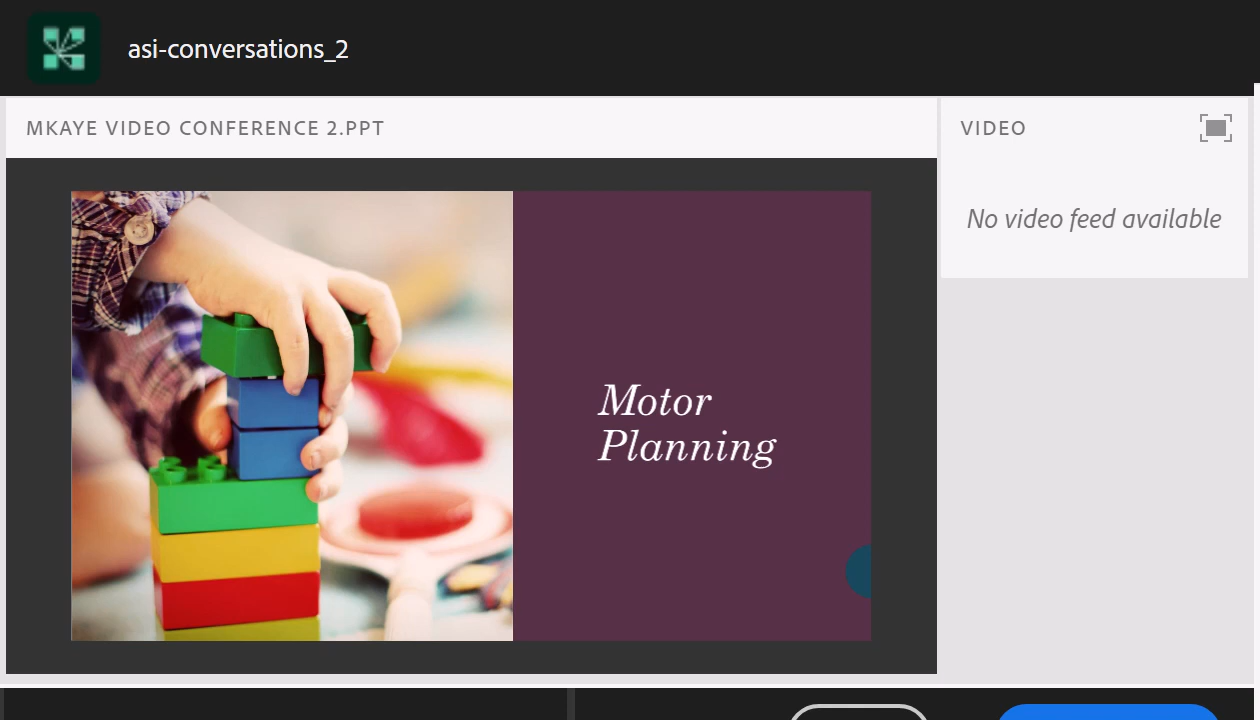 asi-conversations_2
MKAYE VIDEO CONFERENCE 2.PPT
VIDEO
No video feed available
Motor
Planning